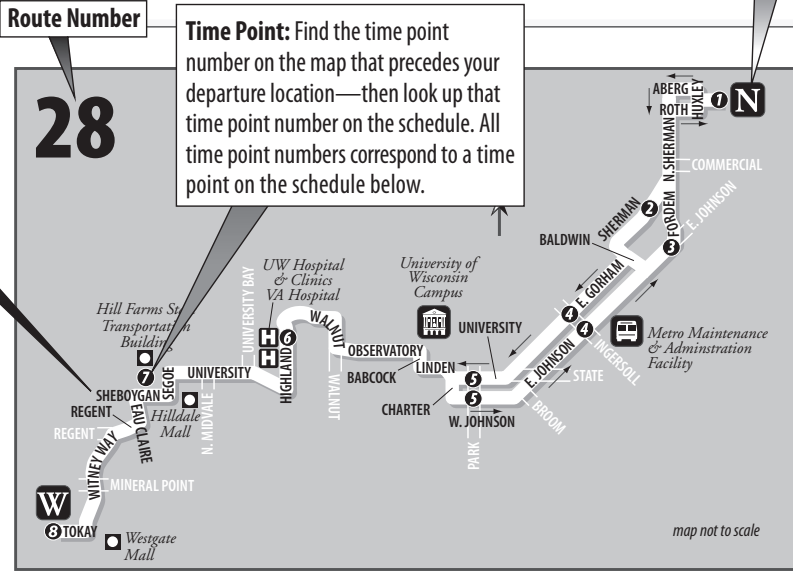 Route Number
28
Time Point: Find the time point
number on the map that precedes your
departure location—then look up that
time point number on the schedule. All
time point numbers correspond to a time
point on the schedule below.
ABERG
ROTH
HUXLEY
1
N
N.SHERMAN
COMMERCIAL
SHERMAN
2
FORDEM
E. JOHNSON
3
BALDWIN
E. GORHAM
4
4
INGERSOLL
Metro Maintenance
& Adminstration
Facility
University of
Wisconsin
Campus
UNIVERSITY
E. JOHNSON
STATE
BROOM
UW Hospital
& Clinics
VA Hospital
UNIVERSITY BAY
H
H
6
HIGHLAND
WALNUT
OBSERVATORY
WALNUT
BABCOCK
LINDEN
CHARTER
5
5
W. JOHNSON
PARK
Hill Farms St
Transportation
Building
7
SEGOE
UNIVERSITY
SHEBOYGAN
REGENT
EAU CLAIRE
Hilldale
Mall
N. MIDVALE
REGENT
WITNEY WAY
MINERAL POINT
W
8 TOKAY
Westgate
Mall
map not to scale